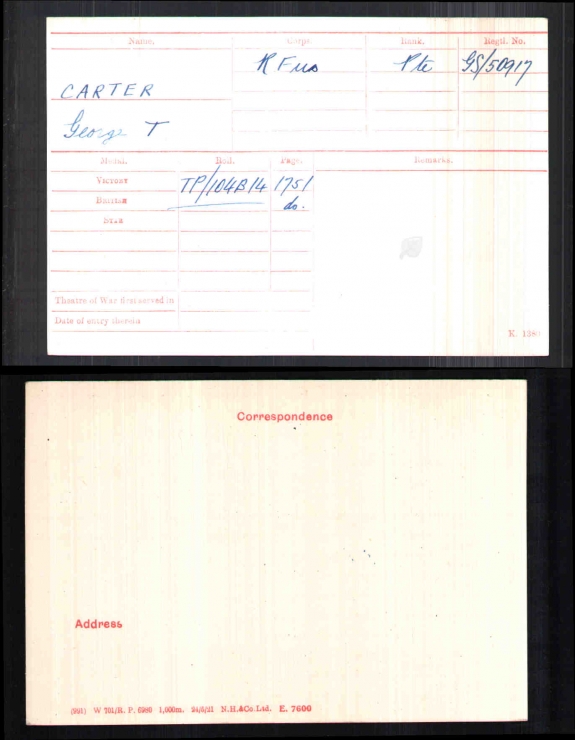 Name. Corps. Rank. Regtl. No.
R Fus Pte GS/50917
CARTER
George T
Medal. Roll. Page. Remarks.
VICTORY TP/104B14 1751
BRITISH do.
STAR
Theatre of War first served in
Date of entry therein
K. 1380
Correspondence
Address
(991) W 701/R. P. 6980 1,000m. 24/5/21 N.H.&Co.Ltd. E. 7600